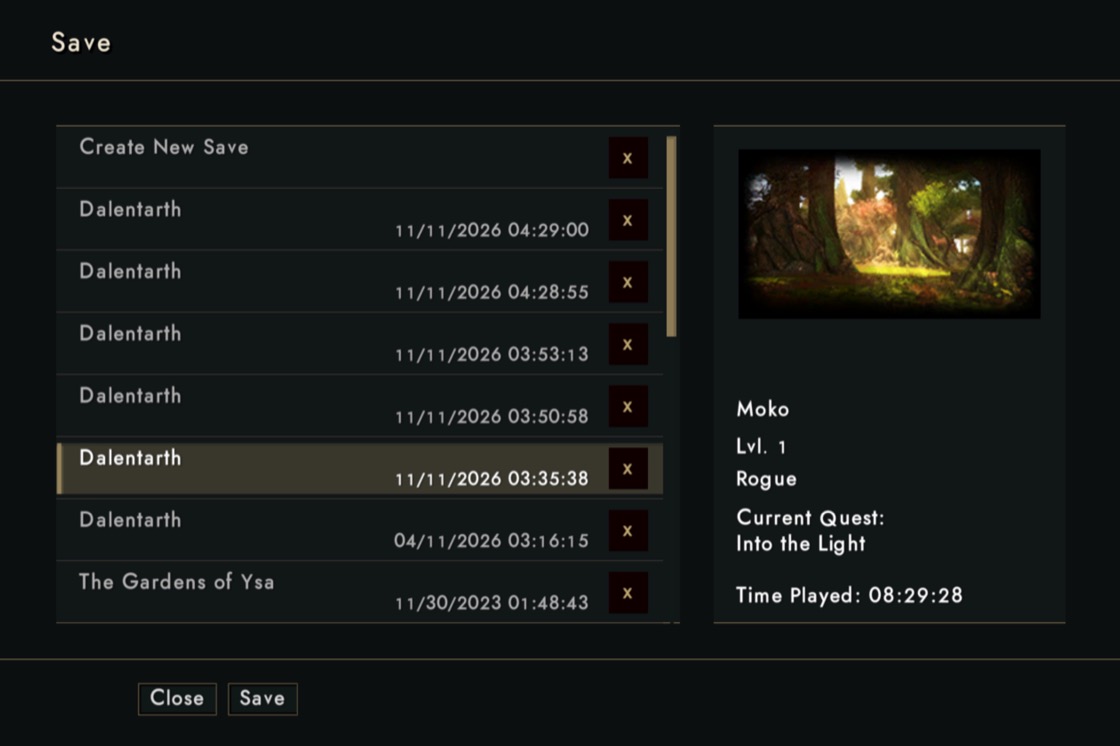 Save
Create New Save
x
Dalentarth
11/11/2026 04:29:00
x
Dalentarth
11/11/2026 04:28:55
x
Dalentarth
11/11/2026 03:53:13
x
Dalentarth
11/11/2026 03:50:58
x
Dalentarth
11/11/2026 03:35:38
x
Dalentarth
04/11/2026 03:16:15
x
The Gardens of Ysa
11/30/2023 01:48:43
x
Moko
Lvl. 1
Rogue
Current Quest:
Into the Light
Time Played: 08:29:28
Close
Save